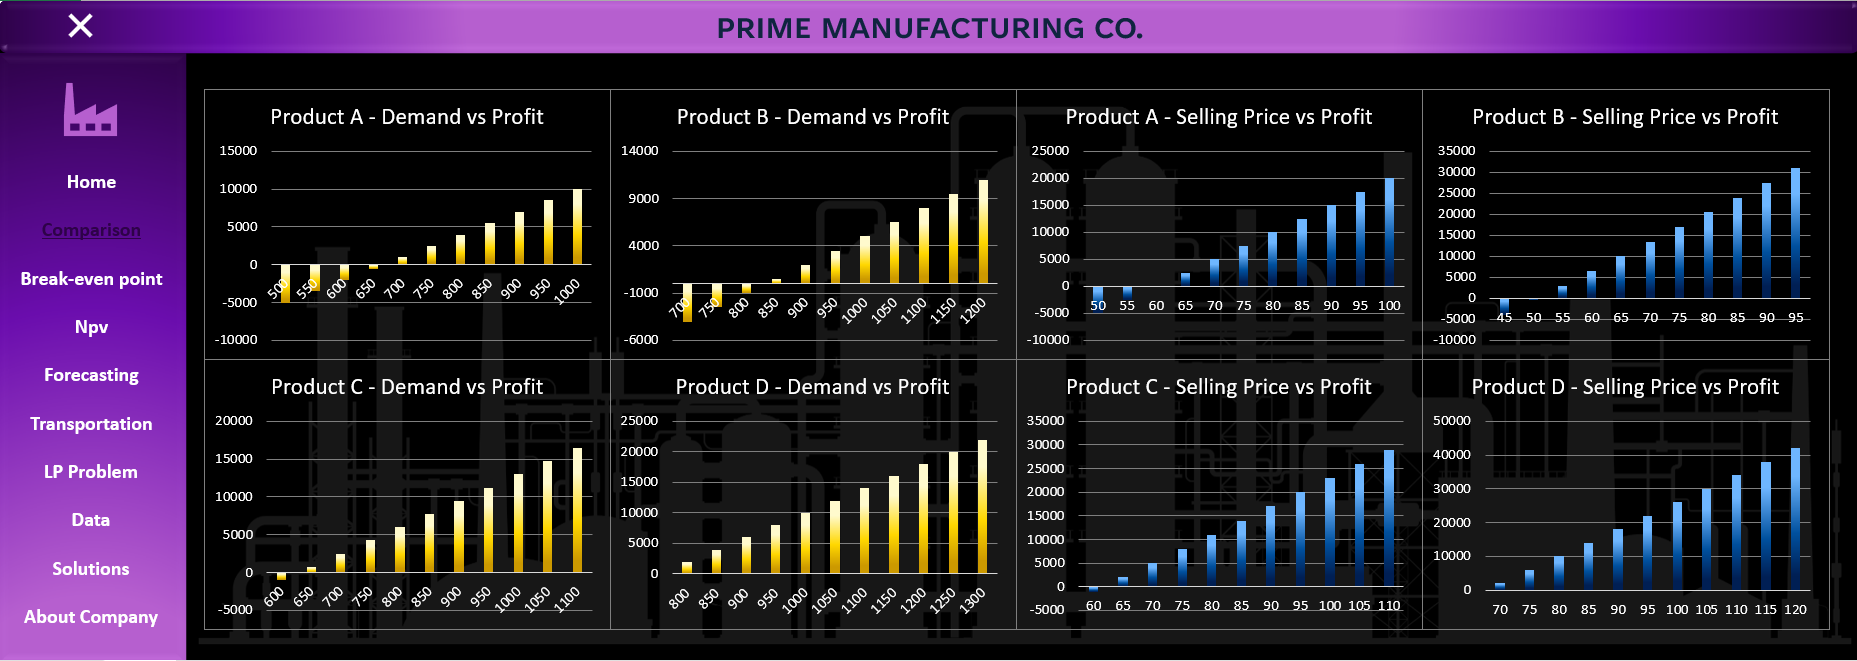 PRIME MANUFACTURING CO.
Home
Comparison
Break-even point
Npv
Forecasting
Transportation
LP Problem
Data
Solutions
About Company
Product A - Demand vs Profit
15000
10000
5000
0
-5000
-10000
500 550 600 650 700 750 800 850 900 950 1000
Product B - Demand vs Profit
14000
9000
4000
-1000
-6000
700 750 800 850 900 950 1000 1050 1100 1150 1200
Product A - Selling Price vs Profit
25000
20000
15000
10000
5000
0
-5000
-10000
50 55 60 65 70 75 80 85 90 95 100
Product B - Selling Price vs Profit
35000
30000
25000
20000
15000
10000
5000
0
-5000
-10000
45 50 55 60 65 70 75 80 85 90 95
Product C - Demand vs Profit
20000
15000
10000
5000
0
-5000
600 650 700 750 800 850 900 950 1000 1050 1100
Product D - Demand vs Profit
25000
20000
15000
10000
5000
0
800 850 900 950 1000 1050 1100 1150 1200 1250 1300
Product C - Selling Price vs Profit
35000
30000
25000
20000
15000
10000
5000
0
-5000
60 65 70 75 80 85 90 95 100 105 110
Product D - Selling Price vs Profit
50000
40000
30000
20000
10000
0
70 75 80 85 90 95 100 105 110 115 120